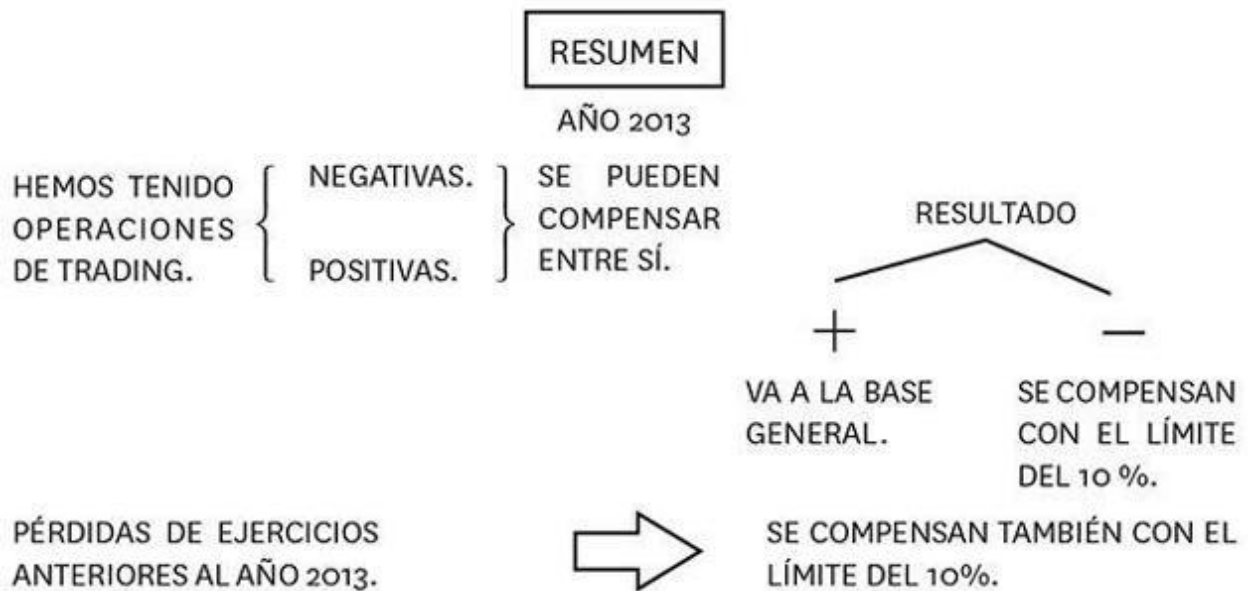 RESUMEN
AÑO 2013
HEMOS TENIDO
OPERACIONES
DE TRADING.
NEGATIVAS.
POSITIVAS.
SE PUEDEN
COMPENSAR
ENTRE SÍ.
RESULTADO
+
VA A LA BASE
GENERAL.
—
SE COMPENSAN
CON EL LÍMITE
DEL 10 %.
PÉRDIDAS DE EJERCICIOS
ANTERIORES AL AÑO 2013.
SE COMPENSAN TAMBIÉN CON EL
LÍMITE DEL 10%.